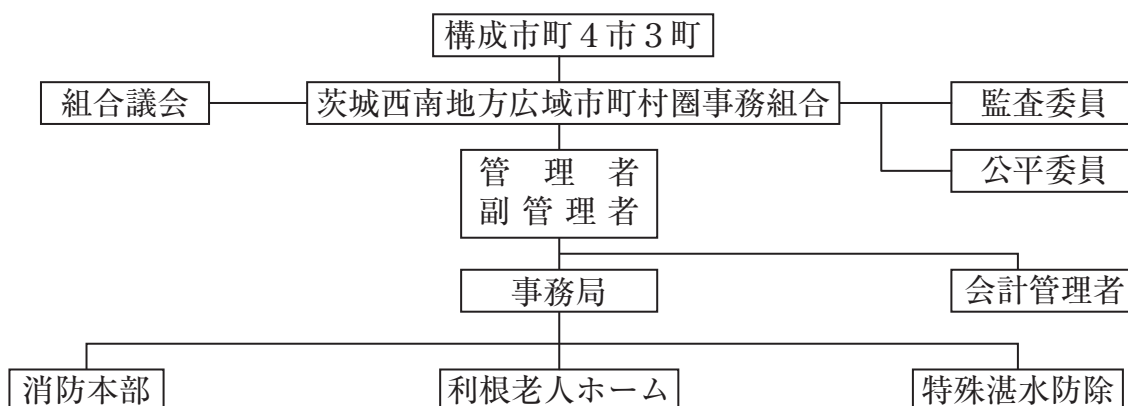 構成市町４市３町
組合議会
茨城西南地方広域市町村圏事務組合
監査委員
公平委員
管理者
副管理者
事務局
会計管理者
消防本部
利根老人ホーム
特殊湛水防除